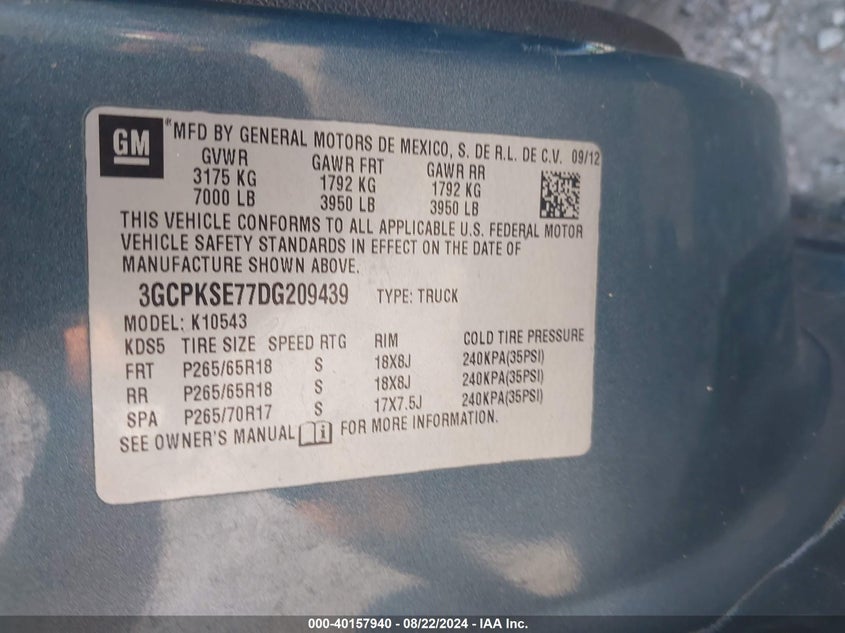 GM
*MFD BY GENERAL MOTORS DE MEXICO, S. DE R.L. DE C.V. 09/12
GVWR GAWR FRT GAWR RR
3175 KG 1792 KG 1792 KG
7000 LB 3950 LB 3950 LB
THIS VEHICLE CONFORMS TO ALL APPLICABLE U.S. FEDERAL MOTOR
VEHICLE SAFETY STANDARDS IN EFFECT ON THE DATE OF
MANUFACTURE SHOWN ABOVE.
3GCPKSE77DG209439 TYPE: TRUCK
MODEL: K10543
KDS5 TIRE SIZE SPEED RTG RIM COLD TIRE PRESSURE
FRT P265/65R18 S 18X8J 240KPA(35PSI)
RR P265/65R18 S 18X8J 240KPA(35PSI)
SPA P265/70R17 S 17X7.5J 240KPA(35PSI)
SEE OWNER'S MANUAL FOR MORE INFORMATION.
000-40157940 - 08/22/2024 - IAA Inc.